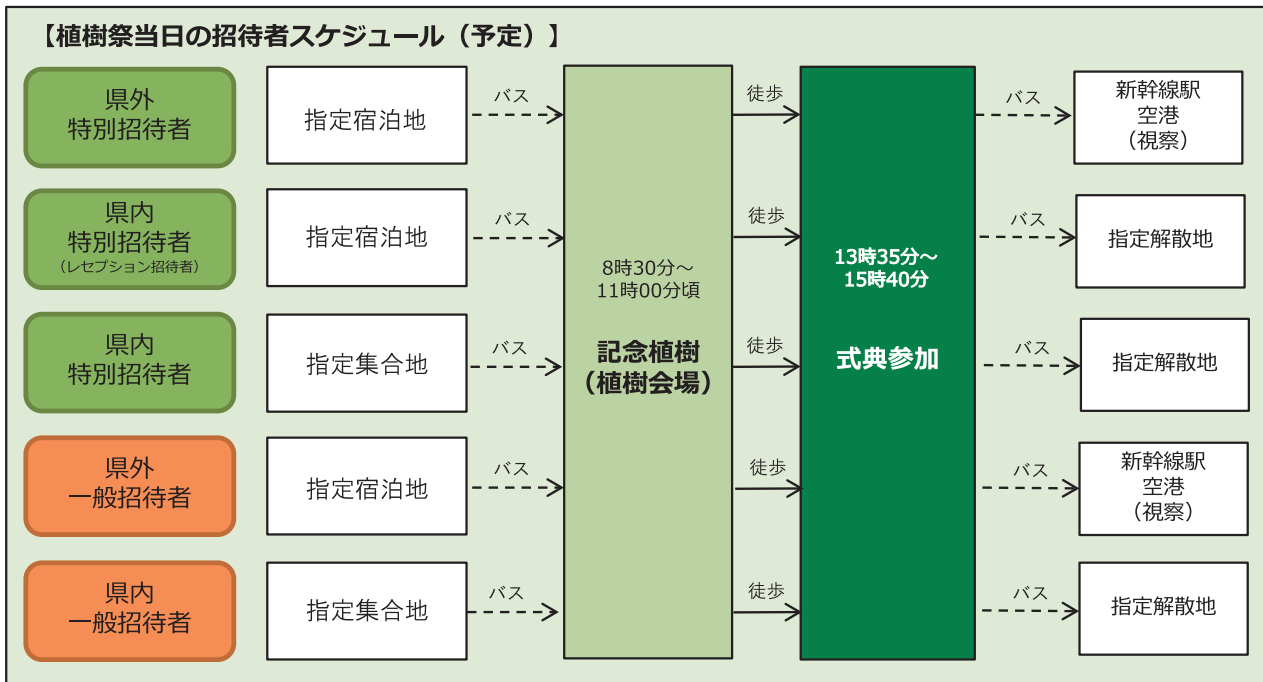 【植樹祭当日の招待者スケジュール（予定）】
県外
特別招待者
指定宿泊地
バス
徒歩
バス
新幹線駅
空港
（視察）
県内
特別招待者
（レセプション招待者）
指定宿泊地
バス
徒歩
バス
指定解散地
8時30分～
11時00分頃
記念植樹
（植樹会場）
13時35分～
15時40分
式典参加
県内
特別招待者
指定集合地
バス
徒歩
バス
指定解散地
県外
一般招待者
指定宿泊地
バス
徒歩
バス
新幹線駅
空港
（視察）
県内
一般招待者
指定集合地
バス
徒歩
バス
指定解散地